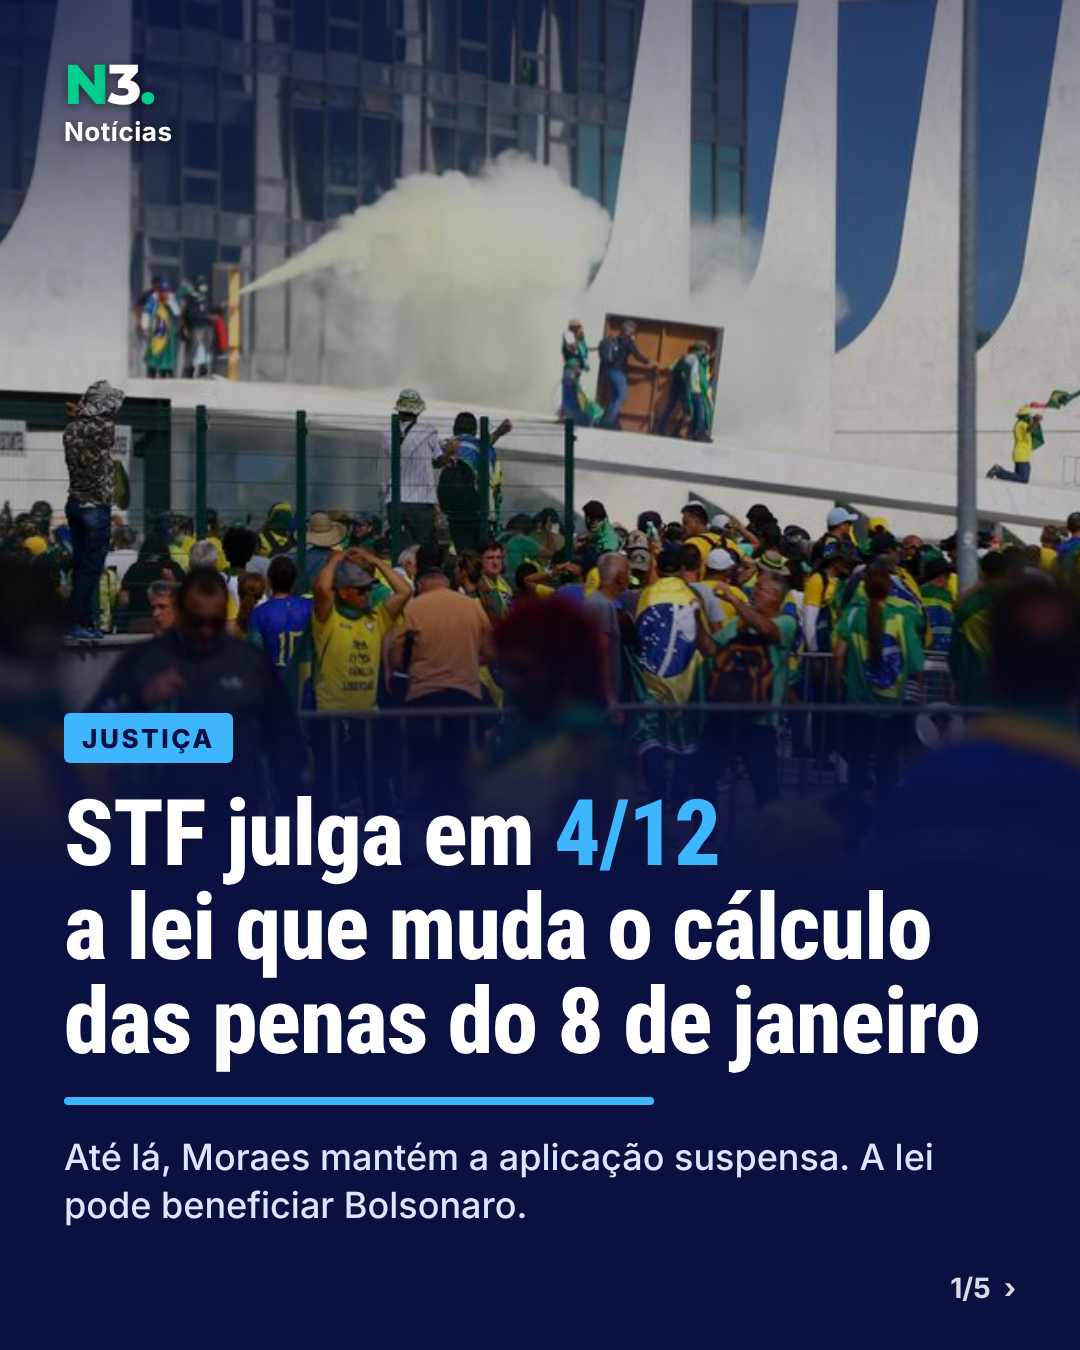 N3.
Notícias
JUSTIÇA
STF julga em 4/12
a lei que muda o cálculo
das penas do 8 de janeiro
Até lá, Moraes mantém a aplicação suspensa. A lei
pode beneficiar Bolsonaro.
1/5 ›